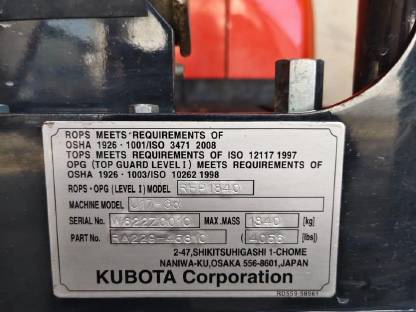 ROPS MEETS REQUIREMENTS OF
OSHA 1926 · 1001/ISO 3471 2008
TOPS MEETS REQUIREMENTS OF ISO 12117 1997
OPG (TOP GUARD LEVEL I) MEETS REQUIREMENTS OF
OSHA 1926 · 1003/ISO 10262 1998
ROPS · OPG (LEVEL I) MODEL
MACHINE MODEL U17-3α
SERIAL No. MAX.MASS 1840 [kg]
PART No. (4058) [lbs]
2-47,SHIKITSUHIGASHI 1-CHOME
NANIWA-KU,OSAKA 556-8601,JAPAN
KUBOTA Corporation